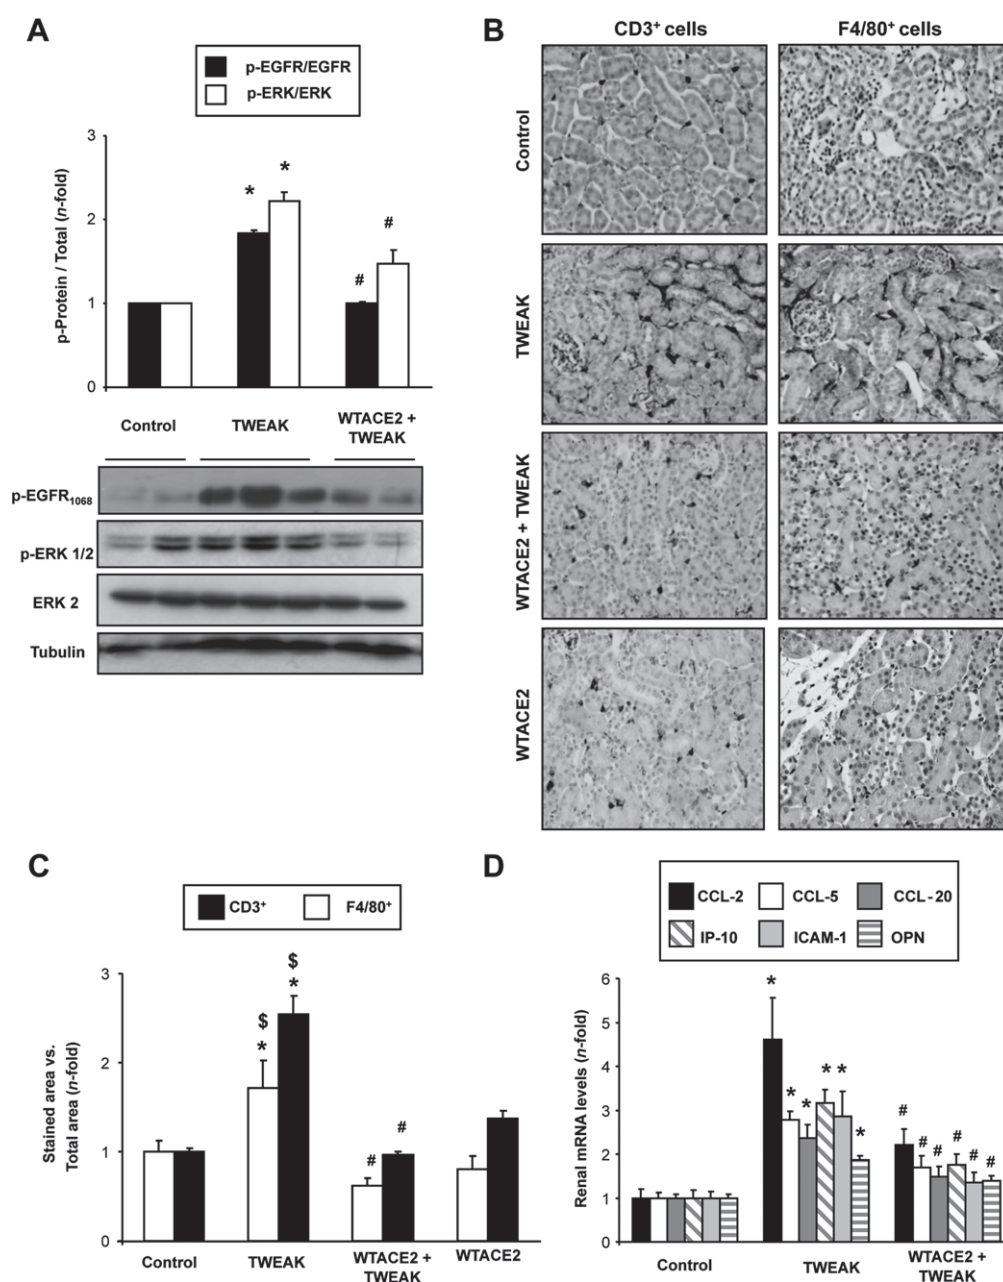 A
p-EGFR/EGFR
p-ERK/ERK
p-Protein / Total (n-fold)
3
2
1
0
*
*
#
#
Control
TWEAK
WTACE2 +
TWEAK
p-EGFR1068
p-ERK 1/2
ERK 2
Tubulin
B
CD3+ cells
F4/80+ cells
Control
TWEAK
WTACE2 + TWEAK
WTACE2
C
CD3+
F4/80+
Stained area vs.
Total area (n-fold)
3
2
1
0
$
*
$
*
#
#
Control
TWEAK
WTACE2 +
TWEAK
WTACE2
D
CCL-2
CCL-5
CCL-20
IP-10
ICAM-1
OPN
Renal mRNA levels (n-fold)
6
5
4
3
2
1
0
*
*
*
*
*
*
#
#
#
#
#
#
Control
TWEAK
WTACE2 +
TWEAK